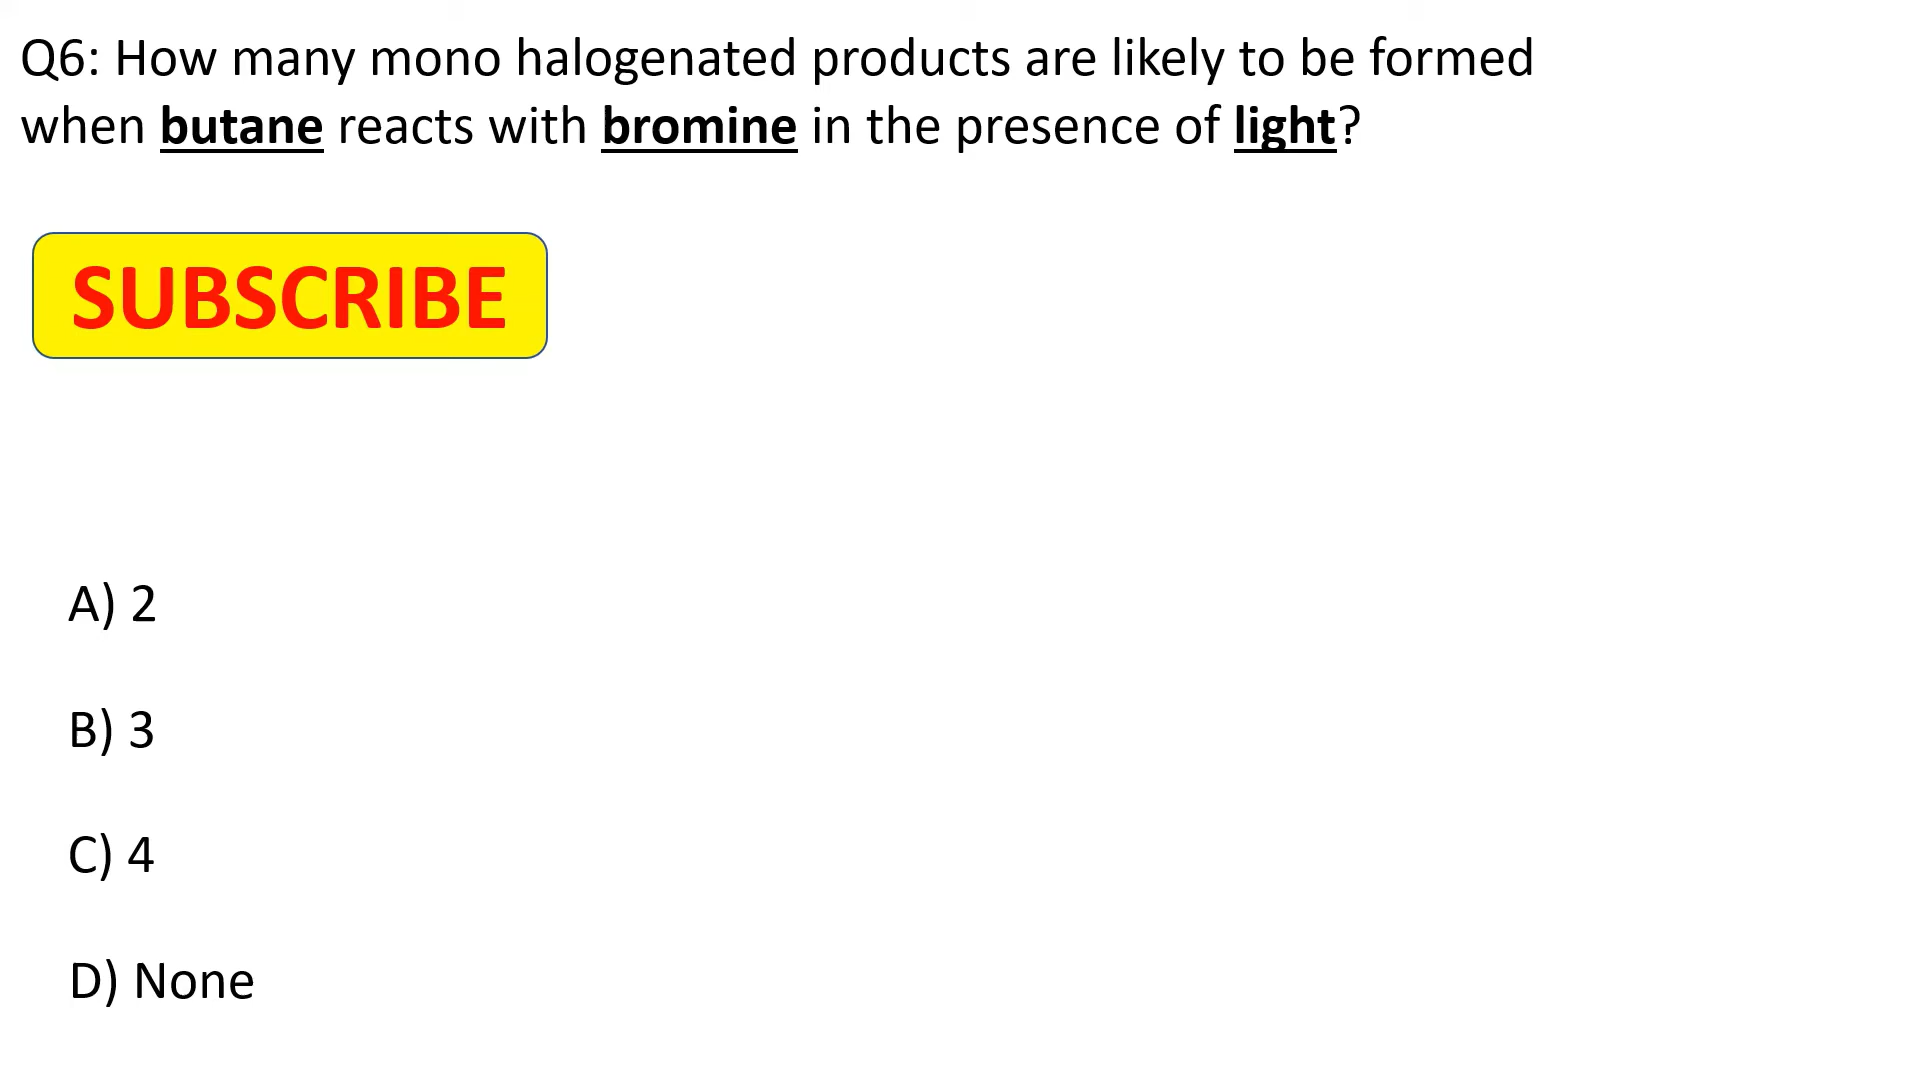 Q6: How many mono halogenated products are likely to be formed
when butane reacts with bromine in the presence of light?
SUBSCRIBE
A) 2
B) 3
C) 4
D) None